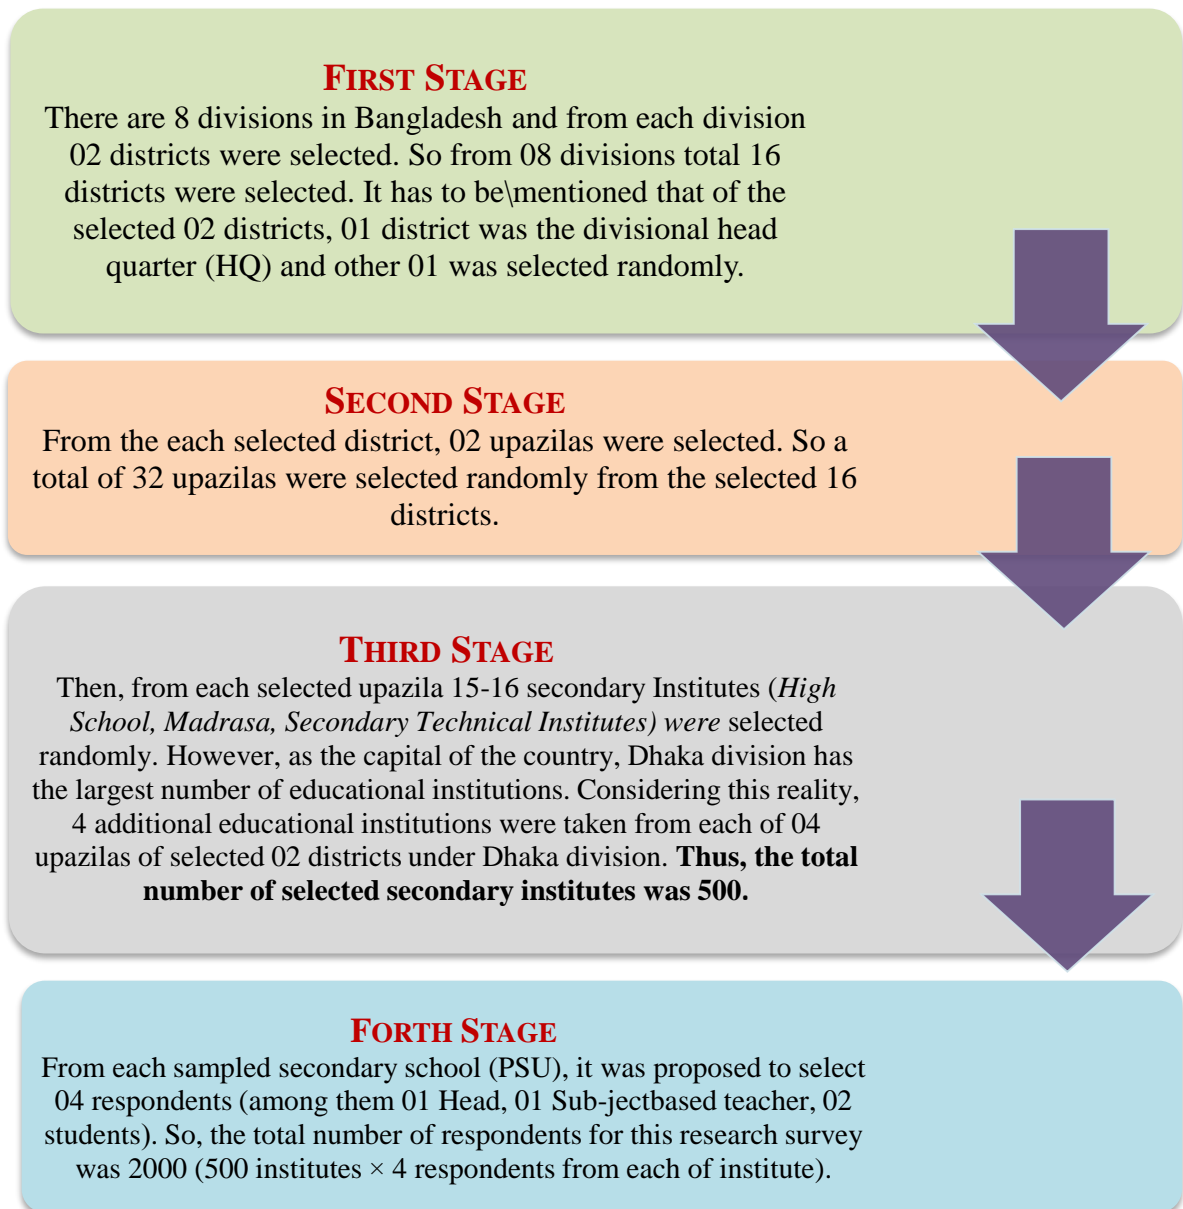 FIRST STAGE
There are 8 divisions in Bangladesh and from each division
02 districts were selected. So from 08 divisions total 16
districts were selected. It has to be\mentioned that of the
selected 02 districts, 01 district was the divisional head
quarter (HQ) and other 01 was selected randomly.
SECOND STAGE
From the each selected district, 02 upazilas were selected. So a
total of 32 upazilas were selected randomly from the selected 16
districts.
THIRD STAGE
Then, from each selected upazila 15-16 secondary Institutes (High
School, Madrasa, Secondary Technical Institutes) were selected
randomly. However, as the capital of the country, Dhaka division has
the largest number of educational institutions. Considering this reality,
4 additional educational institutions were taken from each of 04
upazilas of selected 02 districts under Dhaka division. Thus, the total
number of selected secondary institutes was 500.
FORTH STAGE
From each sampled secondary school (PSU), it was proposed to select
04 respondents (among them 01 Head, 01 Sub-jectbased teacher, 02
students). So, the total number of respondents for this research survey
was 2000 (500 institutes × 4 respondents from each of institute).